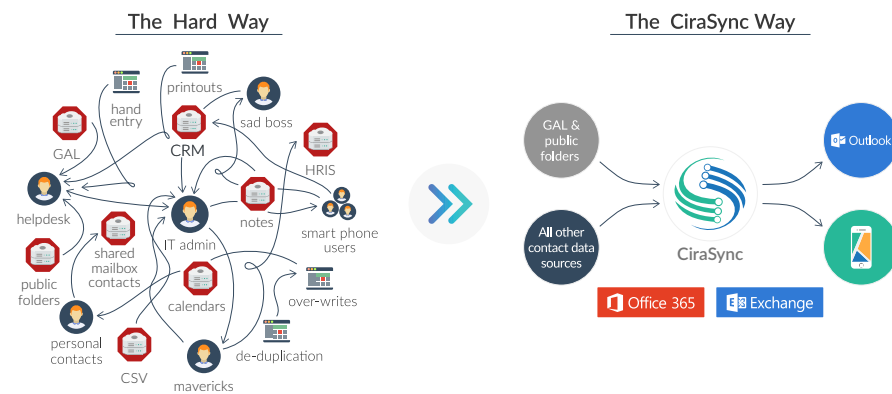 The Hard Way
printouts
hand
entry
sad boss
GAL
CRM
HRIS
helpdesk
IT admin
notes
smart phone
users
shared
mailbox
contacts
public
folders
calendars
over-writes
personal
contacts
CSV
mavericks
de-duplication
The CiraSync Way
GAL &
public
folders
Outlook
All other
contact data
sources
CiraSync
Office 365
Exchange